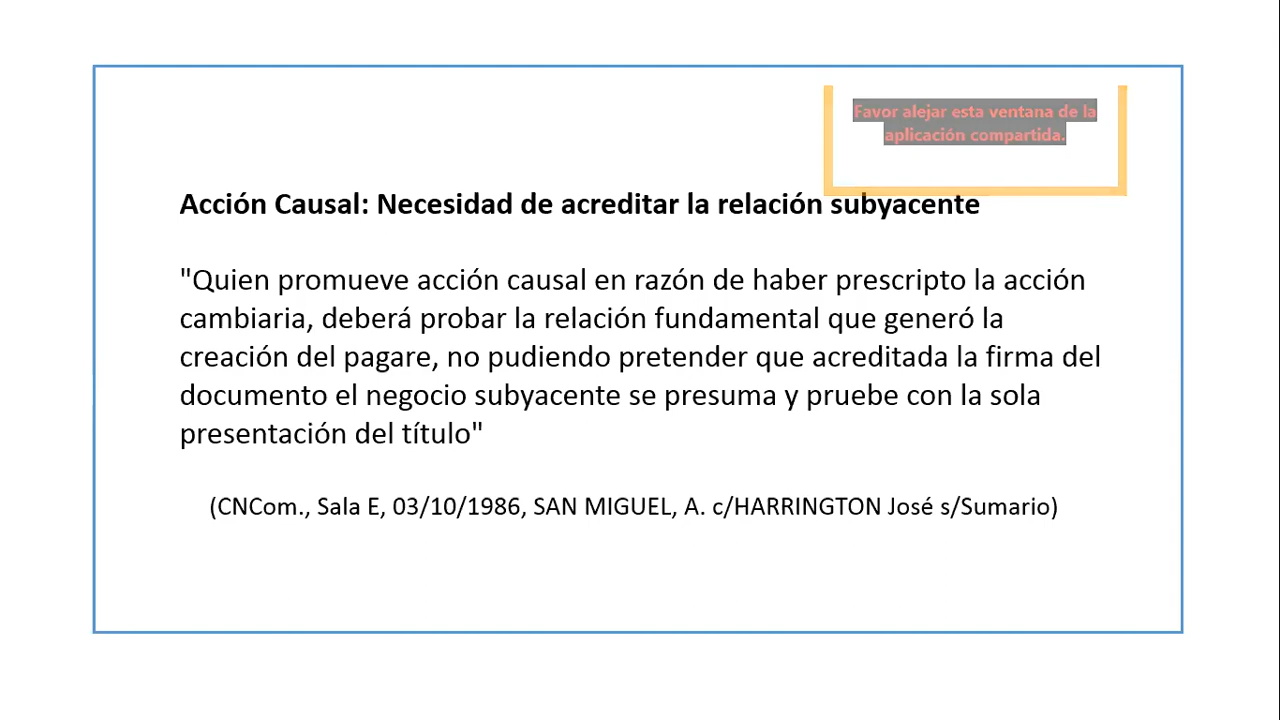 Favor alejar esta ventana de la
aplicación compartida.
Acción Causal: Necesidad de acreditar la relación subyacente
"Quien promueve acción causal en razón de haber prescripto la acción
cambiaria, deberá probar la relación fundamental que generó la
creación del pagare, no pudiendo pretender que acreditada la firma del
documento el negocio subyacente se presuma y pruebe con la sola
presentación del título"
(CNCom., Sala E, 03/10/1986, SAN MIGUEL, A. c/HARRINGTON José s/Sumario)